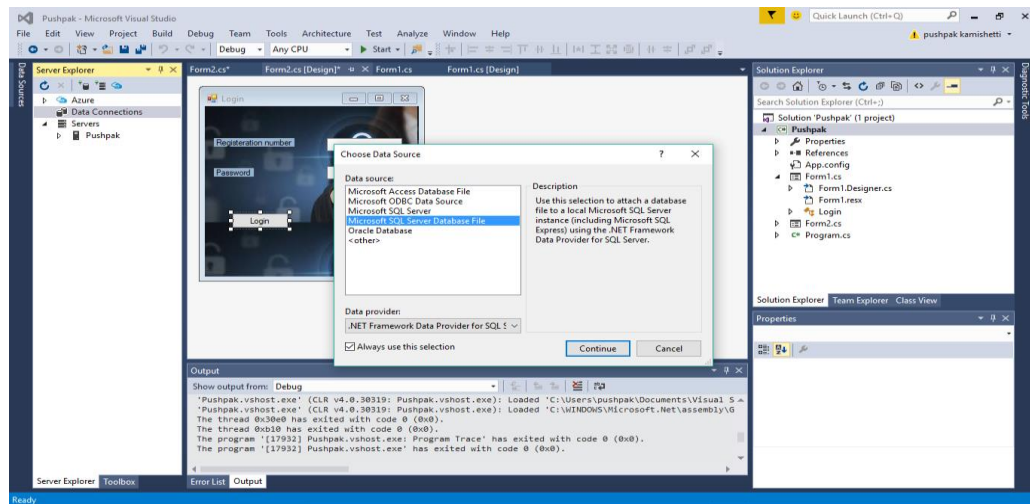 Pushpak - Microsoft Visual Studio
Quick Launch (Ctrl+Q)
File Edit View Project Build Debug Team Tools Architecture Test Analyze Window Help
pushpak kamishetti
Debug Any CPU Start
Data Sources
Server Explorer
Azure
Data Connections
Servers
Pushpak
Server Explorer Toolbox
Form2.cs* Form2.cs [Design]* Form1.cs Form1.cs [Design]
Login
Registeration number
Password
Login
Choose Data Source
Data source:
Microsoft Access Database File
Microsoft ODBC Data Source
Microsoft SQL Server
Microsoft SQL Server Database File
Oracle Database
<other>
Description
Use this selection to attach a database
file to a local Microsoft SQL Server
instance (including Microsoft SQL
Express) using the .NET Framework
Data Provider for SQL Server.
Data provider:
.NET Framework Data Provider for SQL S
Always use this selection
Continue Cancel
Output
Show output from: Debug
'Pushpak.vshost.exe' (CLR v4.0.30319: Pushpak.vshost.exe): Loaded 'C:\Users\pushpak\Documents\Visual S
'Pushpak.vshost.exe' (CLR v4.0.30319: Pushpak.vshost.exe): Loaded 'C:\WINDOWS\Microsoft.Net\assembly\G
The thread 0x30e0 has exited with code 0 (0x0).
The thread 0xb10 has exited with code 0 (0x0).
The program '[17932] Pushpak.vshost.exe: Program Trace' has exited with code 0 (0x0).
The program '[17932] Pushpak.vshost.exe' has exited with code 0 (0x0).
Error List Output
Solution Explorer
Search Solution Explorer (Ctrl+;)
Solution 'Pushpak' (1 project)
Pushpak
Properties
References
App.config
Form1.cs
Form1.Designer.cs
Form1.resx
Login
Form2.cs
Program.cs
Solution Explorer Team Explorer Class View
Properties
Diagnostic Tools
Ready